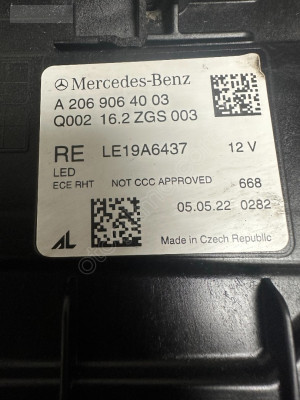 Mercedes-Benz
A 206 906 40 03
Q002 16.2 ZGS 003
RE LE19A6437 12 V
LED
ECE RHT NOT CCC APPROVED 668
05.05.22 0282
AL Made in Czech Republic